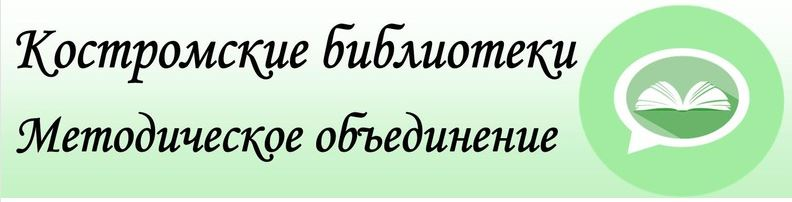 Костромские библиотеки
Методическое объединение